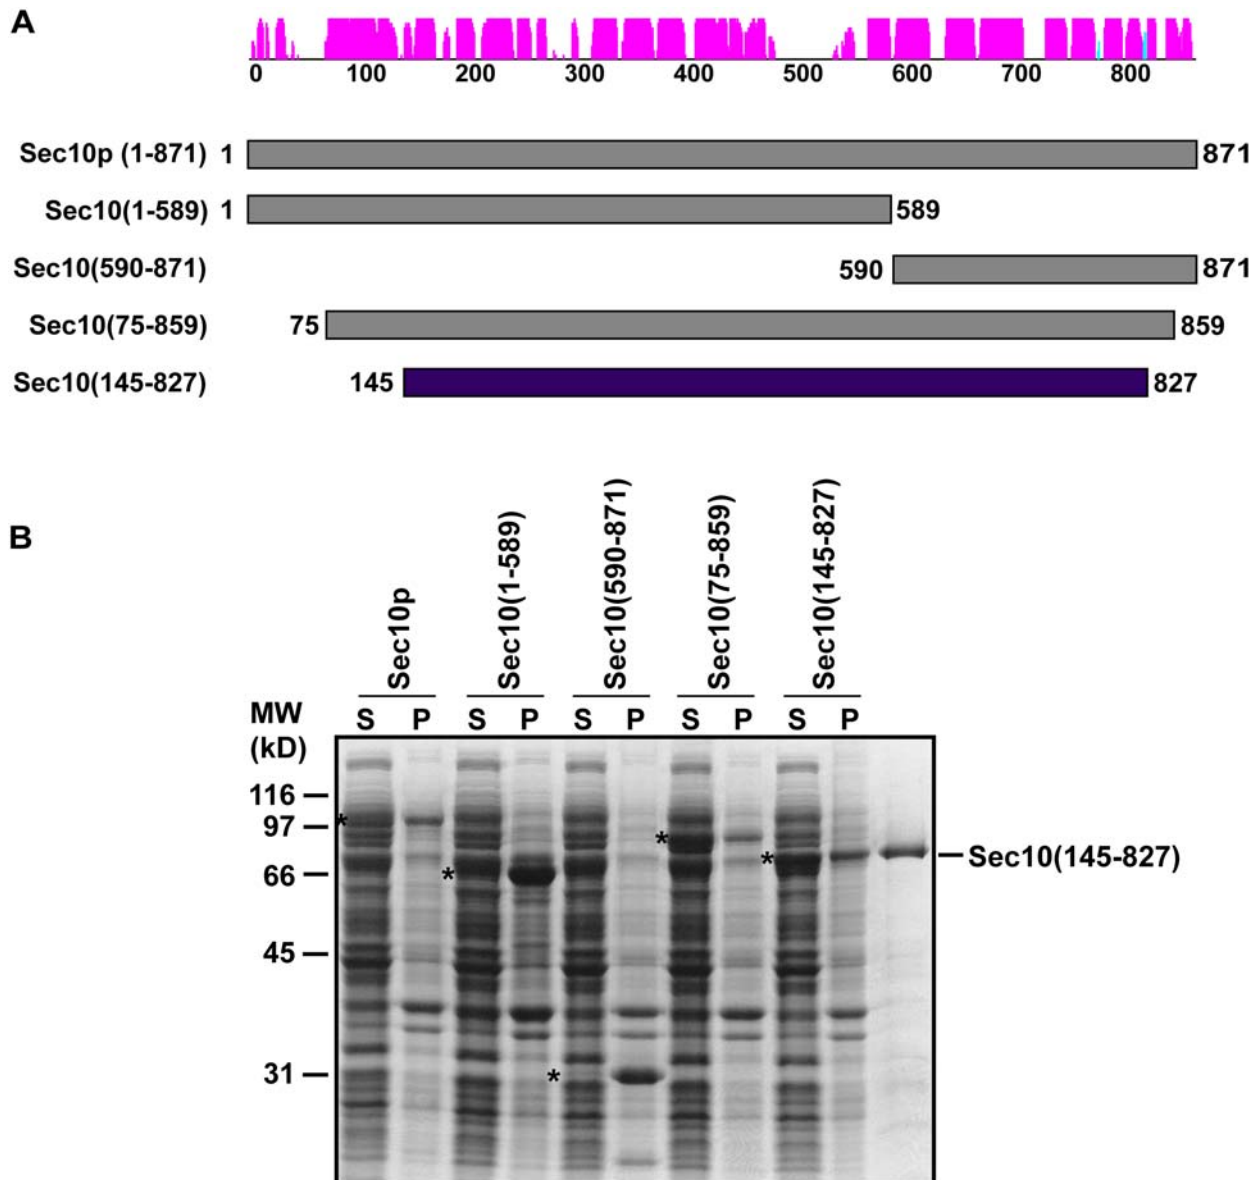 A
0 100 200 300 400 500 600 700 800
Sec10p (1-871) 1 871
Sec10(1-589) 1 589
Sec10(590-871) 590 871
Sec10(75-859) 75 859
Sec10(145-827) 145 827
B
Sec10p
Sec10(1-589)
Sec10(590-871)
Sec10(75-859)
Sec10(145-827)
MW S P S P S P S P S P
(kD)
116
* 97
*
*
66 *
Sec10(145-827)
45
31 *